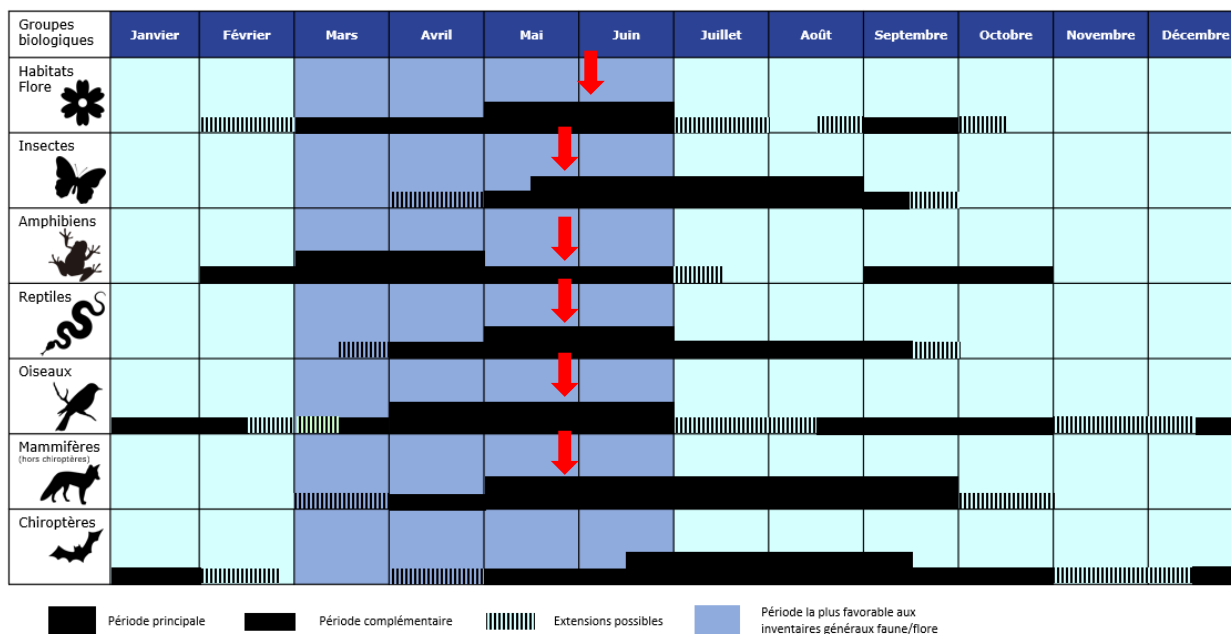 Groupes
biologiques
Janvier Février Mars Avril Mai Juin Juillet Août Septembre Octobre Novembre Décembre
Habitats
Flore
Insectes
Amphibiens
Reptiles
Oiseaux
Mammifères
(hors chiroptères)
Chiroptères
Période principale
Période complémentaire
Extensions possibles
Période la plus favorable aux
inventaires généraux faune/flore